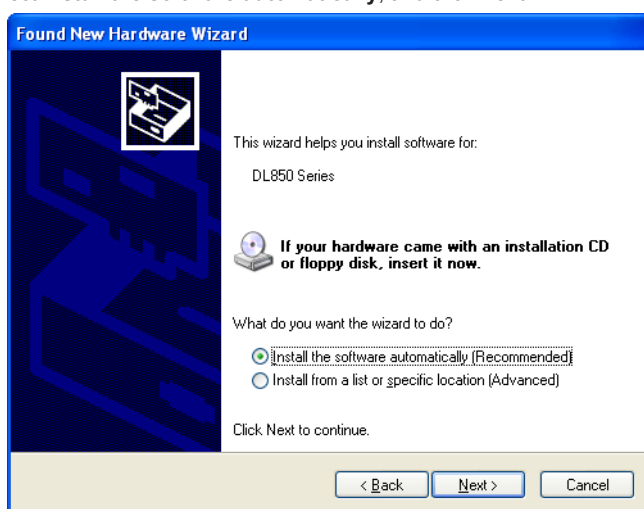 Found New Hardware Wizard
This wizard helps you install software for:
DL850 Series
If your hardware came with an installation CD
or floppy disk, insert it now.
What do you want the wizard to do?
Install the software automatically (Recommended)
Install from a list or specific location (Advanced)
Click Next to continue.
< Back
Next >
Cancel